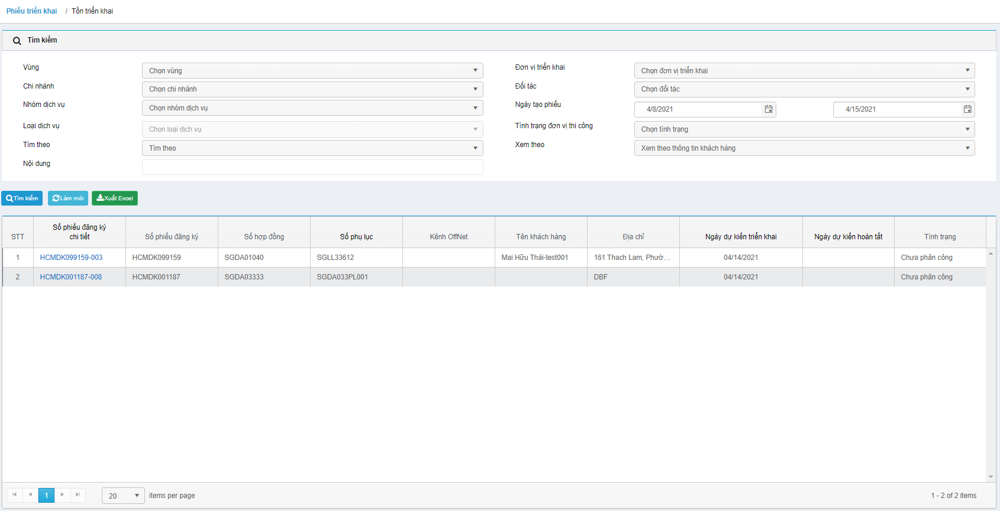 Phiếu triển khai / Tồn triển khai
Tìm kiếm
Vùng Chọn vùng Đơn vị triển khai Chọn đơn vị triển khai
Chi nhánh Chọn chi nhánh Đối tác Chọn đối tác
Nhóm dịch vụ Chọn nhóm dịch vụ Ngày tạo phiếu 4/8/2021 4/15/2021
Loại dịch vụ Chọn loại dịch vụ Tình trạng đơn vị thi công Chọn tình trạng
Tìm theo Tìm theo Xem theo Xem theo thông tin khách hàng
Nội dung
Tìm kiếm Làm mới Xuất Excel
STT Số phiếu đăng ký chi tiết Số phiếu đăng ký Số hợp đồng Số phụ lục Kênh OffNet Tên khách hàng Địa chỉ Ngày dự kiến triển khai Ngày dự kiến hoàn tất Tình trạng
1 HCMDK099159-003 HCMDK099159 SGDA01040 SGLL33612 Mai Hữu Thái-test001 161 Thach Lam, Phườ... 04/14/2021 Chưa phân công
2 HCMDK001187-008 HCMDK001187 SGDA03333 SGDA033PL001 DBF 04/14/2021 Chưa phân công
1 20 items per page 1 - 2 of 2 items